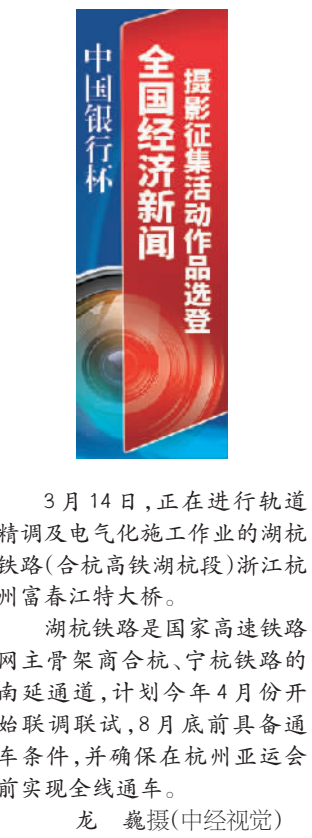 中国银行杯
全国经济新闻
摄影征集活动作品选登
3月14日,正在进行轨道
精调及电气化施工作业的湖杭
铁路(合杭高铁湖杭段)浙江杭
州富春江特大桥。
湖杭铁路是国家高速铁路
网主骨架商合杭、宁杭铁路的
南延通道,计划今年4月份开
始联调联试,8月底前具备通
车条件,并确保在杭州亚运会
前实现全线通车。
龙 巍摄(中经视觉)